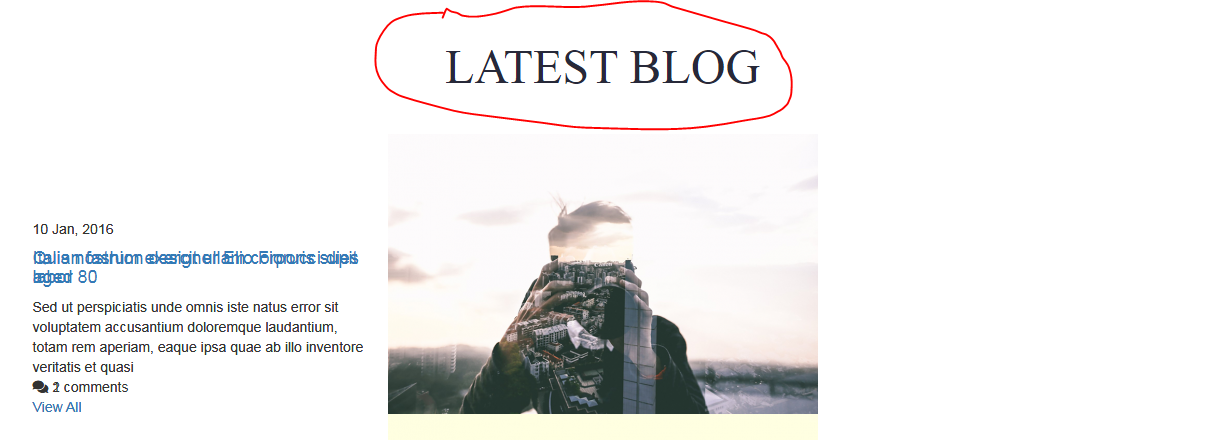 LATEST BLOG
10 Jan, 2016
80
Sed ut perspiciatis unde omnis iste natus error sit
voluptatem accusantium doloremque laudantium,
totam rem aperiam, eaque ipsa quae ab illo inventore
veritatis et quasi
comments
View All